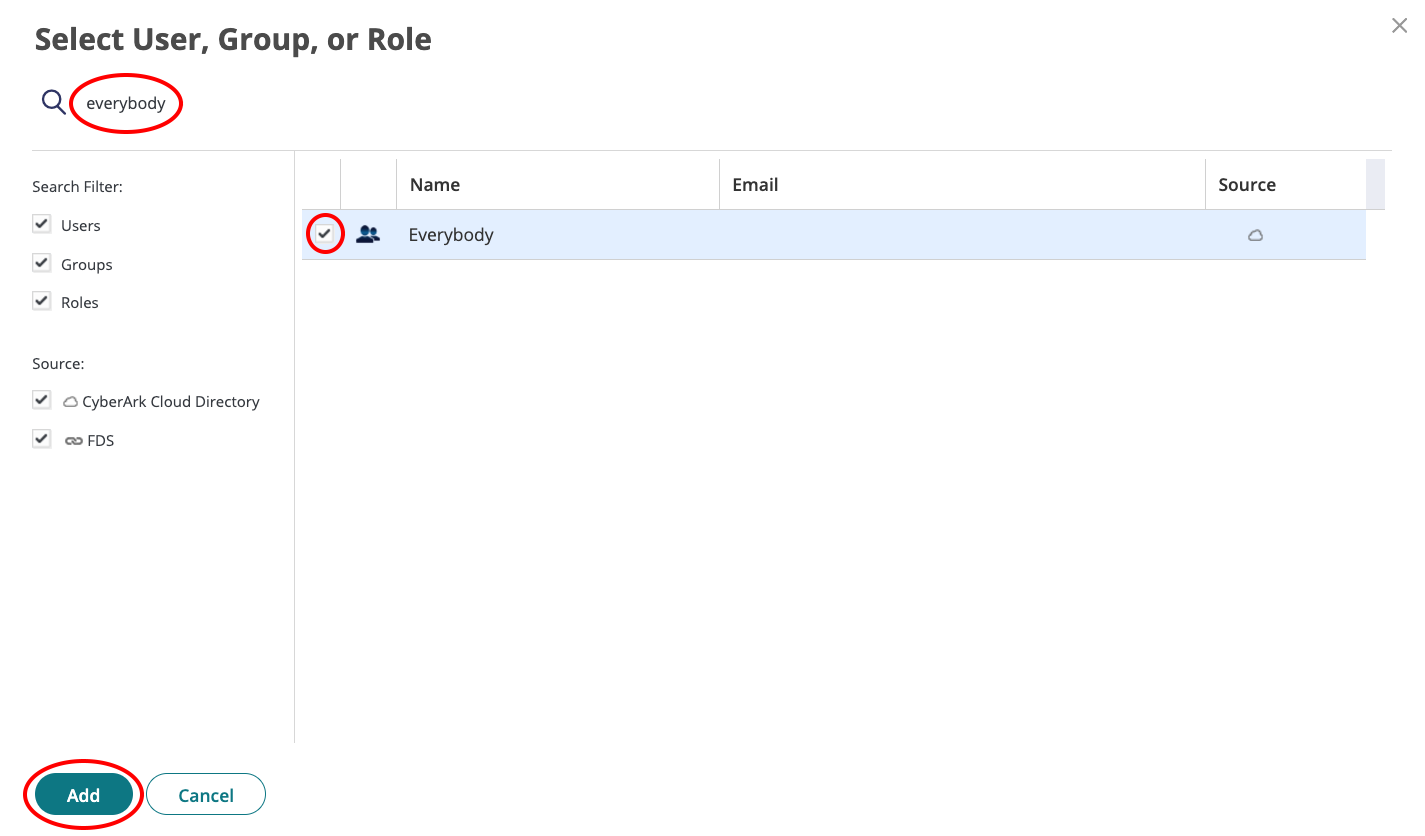 Select User, Group, or Role
everybody
Search Filter:
Users
Groups
Roles
Source:
CyberArk Cloud Directory
FDS
Name Email Source
Everybody
Add Cancel